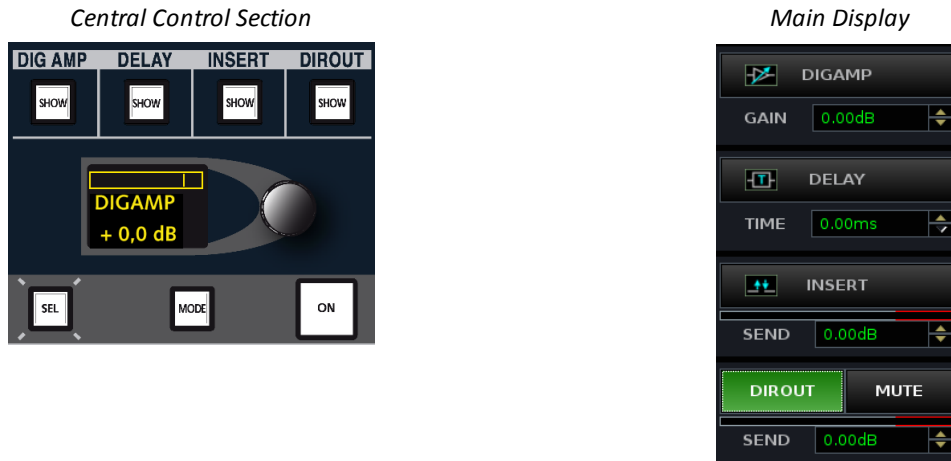 Central Control Section
DIG AMP DELAY INSERT DIROUT
SHOW SHOW SHOW SHOW
DIGAMP
+ 0,0 dB
SEL MODE ON
Main Display
DIGAMP
GAIN 0.00dB
T DELAY
TIME 0.00ms
INSERT
SEND 0.00dB
DIROUT MUTE
SEND 0.00dB